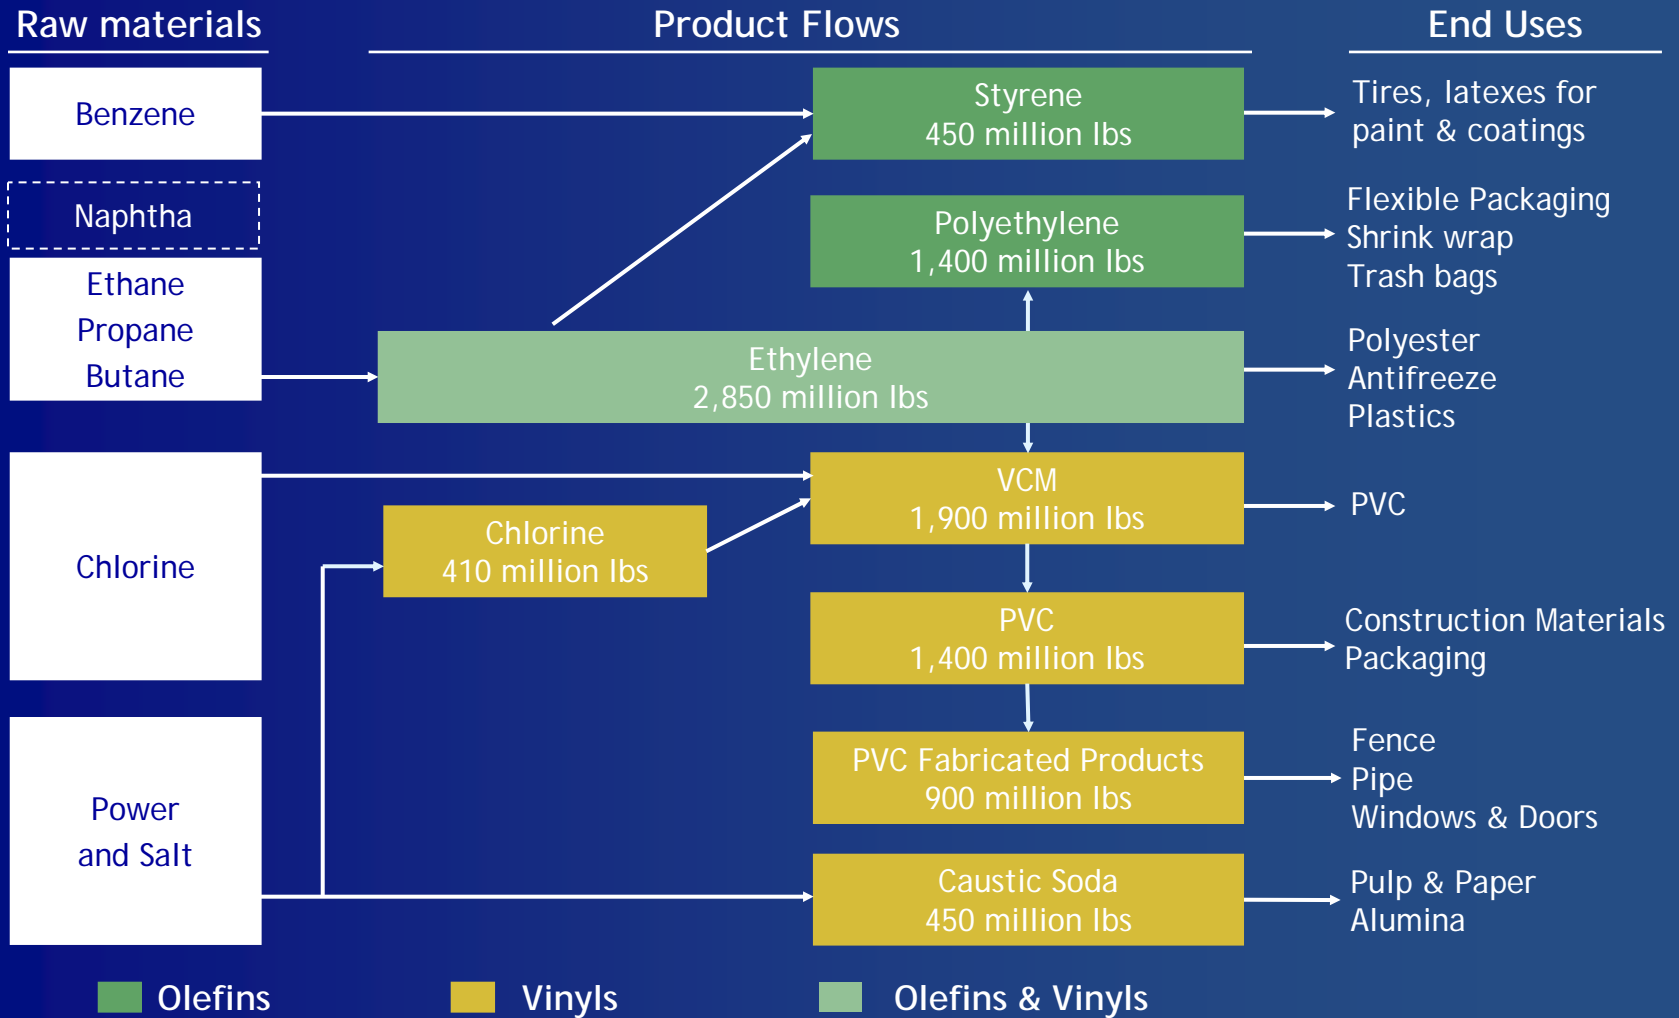 Raw materials
Product Flows
End Uses
Benzene
Styrene
450 million lbs
Tires, latexes for
paint & coatings
Naphtha
Polyethylene
1,400 million lbs
Flexible Packaging
Shrink wrap
Trash bags
Ethane
Propane
Butane
Ethylene
2,850 million lbs
Polyester
Antifreeze
Plastics
Chlorine
Chlorine
410 million lbs
VCM
1,900 million lbs
PVC
PVC
1,400 million lbs
Construction Materials
Packaging
Power
and Salt
PVC Fabricated Products
900 million lbs
Fence
Pipe
Windows & Doors
Caustic Soda
450 million lbs
Pulp & Paper
Alumina
Olefins
Vinyls
Olefins & Vinyls